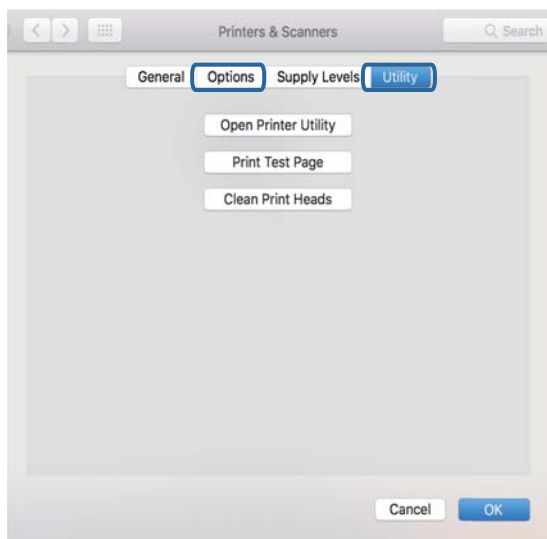 Printers & Scanners Search
General Options Supply Levels Utility
Open Printer Utility
Print Test Page
Clean Print Heads
Cancel OK